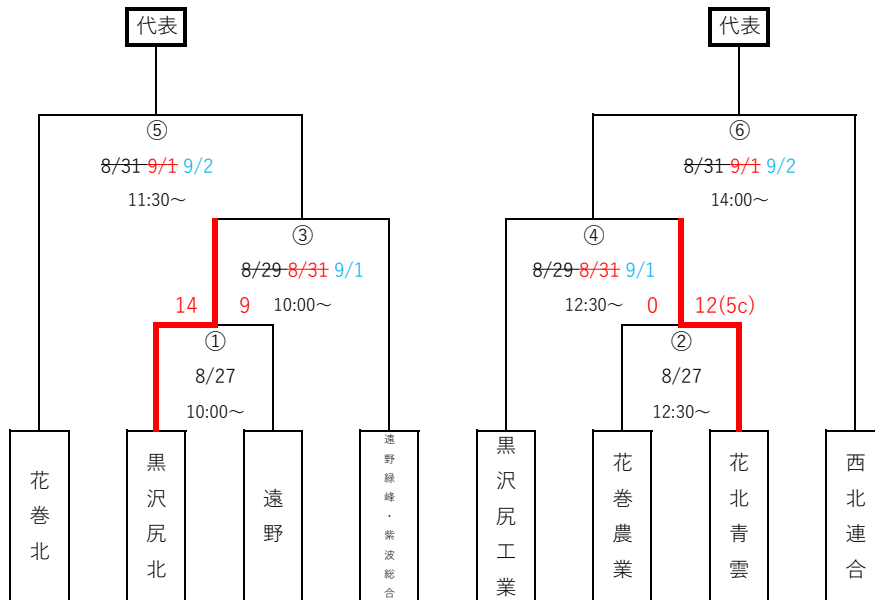 代表
代表
⑤
⑥
8/31 9/1 9/2
8/31 9/1 9/2
11:30～
14:00～
③
④
8/29 8/31 9/1
8/29 8/31 9/1
14 9 10:00～
12:30～ 0 12(5c)
①
②
8/27
8/27
10:00～
12:30～
花巻北
黒沢尻北
遠野
遠野緑峰・紫波総合
黒沢尻工業
花巻農業
花北青雲
西北連合